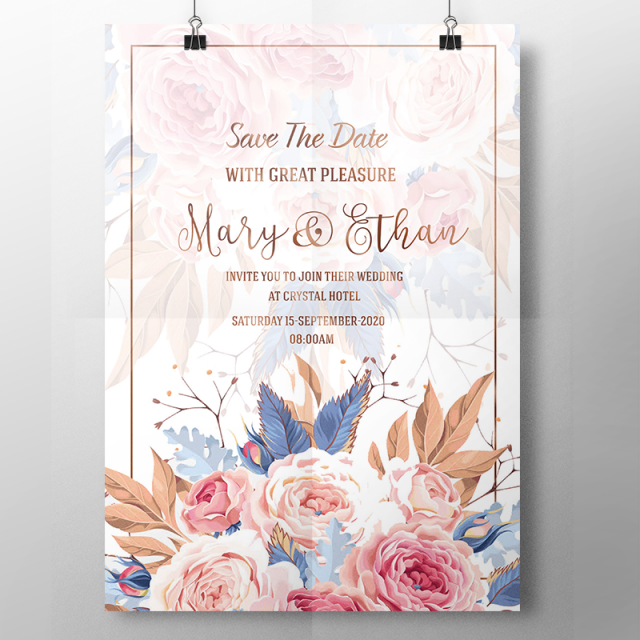 Save The Date
WITH GREAT PLEASURE
Mary & Ethan
INVITE YOU TO JOIN THEIR WEDDING
AT CRYSTAL HOTEL
SATURDAY 15-SEPTEMBER-2020
08:00AM